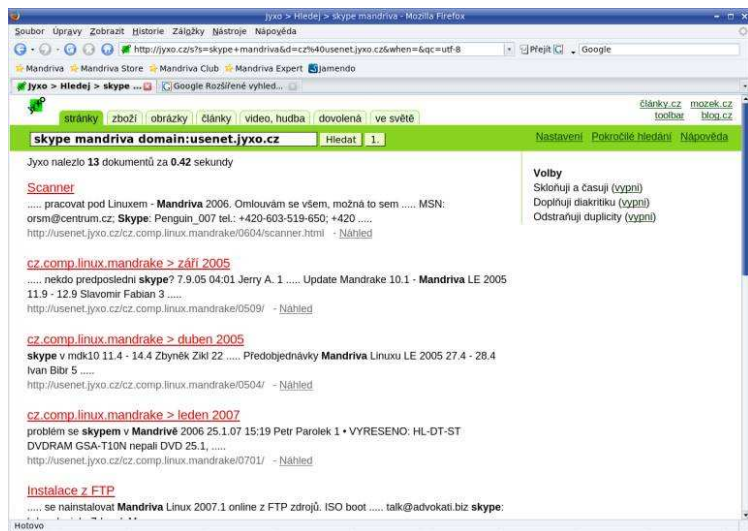 Jyxo > Hledej > skype mandriva - Mozilla Firefox
Soubor Úpravy Zobrazit Historie Záložky Nástroje Nápověda
http://jyxo.cz/s?s=skype+mandriva&d=cz%40usenet.jyxo.cz&when=&qc=utf-8 Přejít Google
Mandriva Mandriva Store Mandriva Club Mandriva Expert Jamendo
Jyxo > Hledej > skype ... Google Rozšířené vyhled...
články.cz mozek.cz
stránky zboží obrázky články video, hudba dovolená ve světě toolbar blog.cz
skype mandriva domain:usenet.jyxo.cz Hledat 1. Nastavení Pokročilé hledání Nápověda
Jyxo nalezlo 13 dokumentů za 0.42 sekundy
Volby
Skloňuji a časuji (vypni)
Doplňuji diakritiku (vypni)
Odstraňuji duplicity (vypni)
Scanner
..... pracovat pod Linuxem - Mandriva 2006. Omlouvám se všem, možná to sem ..... MSN:
orsm@centrum.cz; Skype: Penguin_007 tel.: +420-603-519-650; +420 .....
http://usenet.jyxo.cz/cz.comp.linux.mandrake/0604/scanner.html - Náhled
cz.comp.linux.mandrake > září 2005
..... nekdo predposledni skype? 7.9.05 04:01 Jerry A. 1 ..... Update Mandrake 10.1 - Mandriva LE 2005
11.9 - 12.9 Slavomir Fabian 3 .....
http://usenet.jyxo.cz/cz.comp.linux.mandrake/0509/ - Náhled
cz.comp.linux.mandrake > duben 2005
skype v mdk10 11.4 - 14.4 Zbyněk Zikl 22 ..... Předobjednávky Mandriva Linuxu LE 2005 27.4 - 28.4
Ivan Bibr 5 .....
http://usenet.jyxo.cz/cz.comp.linux.mandrake/0504/ - Náhled
cz.comp.linux.mandrake > leden 2007
problém se skypem v Mandrivě 2006 25.1.07 15:19 Petr Parolek 1 • VYRESENO: HL-DT-ST
DVDRAM GSA-T10N nepali DVD 25.1, .....
http://usenet.jyxo.cz/cz.comp.linux.mandrake/0701/ - Náhled
Instalace z FTP
..... se nainstalovat Mandriva Linux 2007.1 online z FTP zdrojů. ISO boot ..... talk@advokati.biz skype:
Hotovo